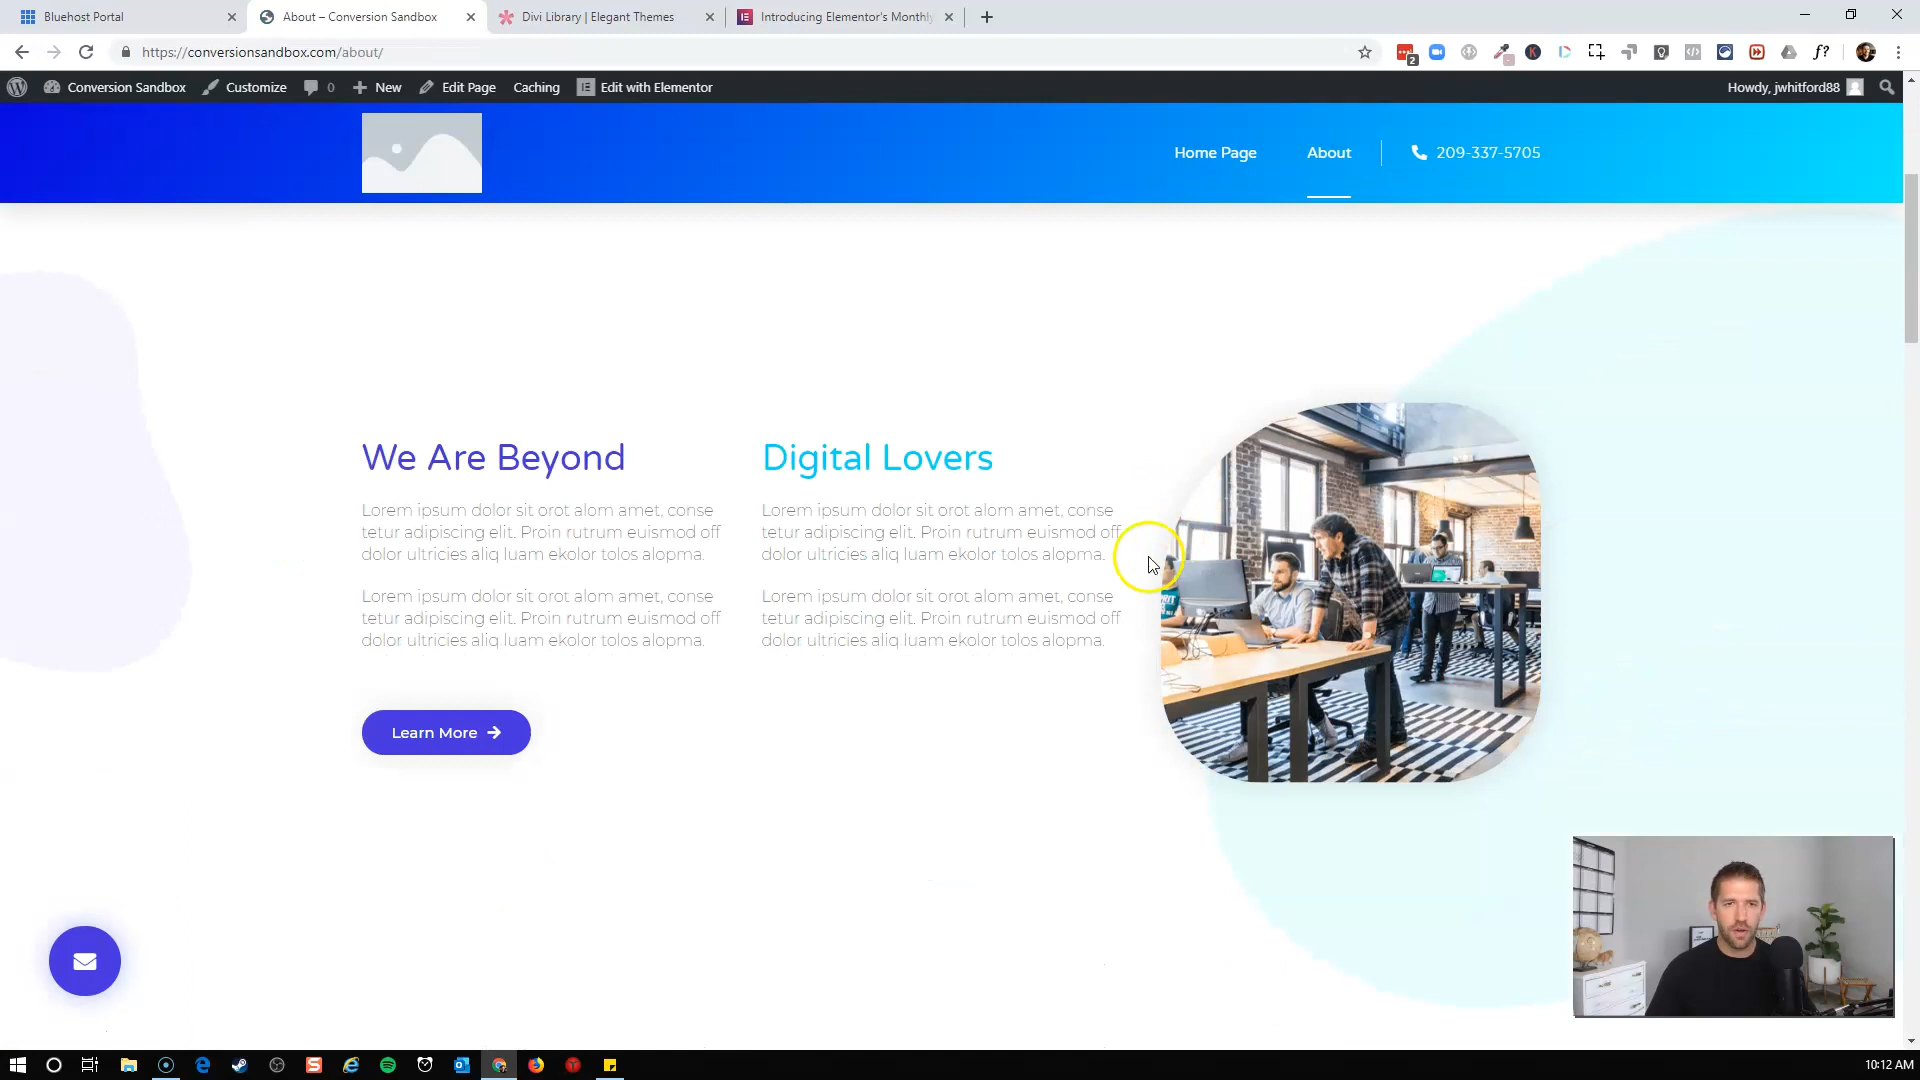 Bluehost Portal
About – Conversion Sandbox
Divi Library | Elegant Themes
Introducing Elementor's Monthly
https://conversionsandbox.com/about/
2
Conversion Sandbox
Customize
0
New
Edit Page
Caching
Edit with Elementor
Howdy, jwhitford88
Home Page
About
209-337-5705
We Are Beyond
Lorem ipsum dolor sit orot alom amet, conse
tetur adipiscing elit. Proin rutrum euismod off
dolor ultricies aliq luam ekolor tolos alopma.
Lorem ipsum dolor sit orot alom amet, conse
tetur adipiscing elit. Proin rutrum euismod off
dolor ultricies aliq luam ekolor tolos alopma.
Digital Lovers
Lorem ipsum dolor sit orot alom amet, conse
tetur adipiscing elit. Proin rutrum euismod off
dolor ultricies aliq luam ekolor tolos alopma.
Lorem ipsum dolor sit orot alom amet, conse
tetur adipiscing elit. Proin rutrum euismod off
dolor ultricies aliq luam ekolor tolos alopma.
Learn More
10:12 AM